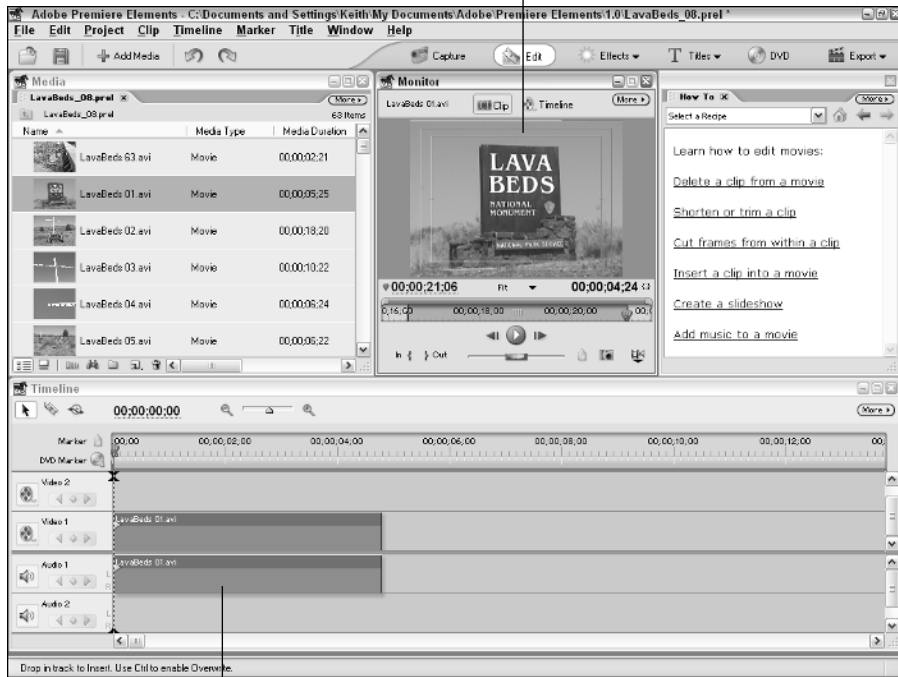 Adobe Premiere Elements - C:\Documents and Settings\Keith\My Documents\Adobe\Premiere Elements\1.0\LavaBeds_08.prel *
File Edit Project Clip Timeline Marker Title Window Help
Add Media Capture Edit Effects Titles DVD Export
Media
LavaBeds_08.prel
More
LavaBeds_08.prel 63 Items
Name Media Type Media Duration
LavaBeds 63.avi Movie 00;00;02;21
LavaBeds 01.avi Movie 00;00;05;25
LavaBeds 02.avi Movie 00;00;18;20
LavaBeds 03.avi Movie 00;00;10;22
LavaBeds 04.avi Movie 00;00;06;24
LavaBeds 05.avi Movie 00;00;06;22
Monitor
LavaBeds 01.avi Clip Timeline More
LAVA
BEDS
NATIONAL
MONUMENT
NATIONAL PARK SERVICE
00;00;21;06 Fit 00;00;04;24
0;16;00 00;00;18;00 00;00;20;00 00;
In { } Out
How To
More
Select a Recipe
Learn how to edit movies:
Delete a clip from a movie
Shorten or trim a clip
Cut frames from within a clip
Insert a clip into a movie
Create a slideshow
Add music to a movie
Timeline
00;00;00;00
More
Marker 00;00 00;00;02;00 00;00;04;00 00;00;06;00 00;00;08;00 00;00;10;00 00;00;12;00 00;
DVD Marker
Video 2
Video 1 LavaBeds 01.avi
Audio 1 LavaBeds 01.avi
L
R
Audio 2
L
R
Drop in track to Insert. Use Ctrl to enable Overwrite.